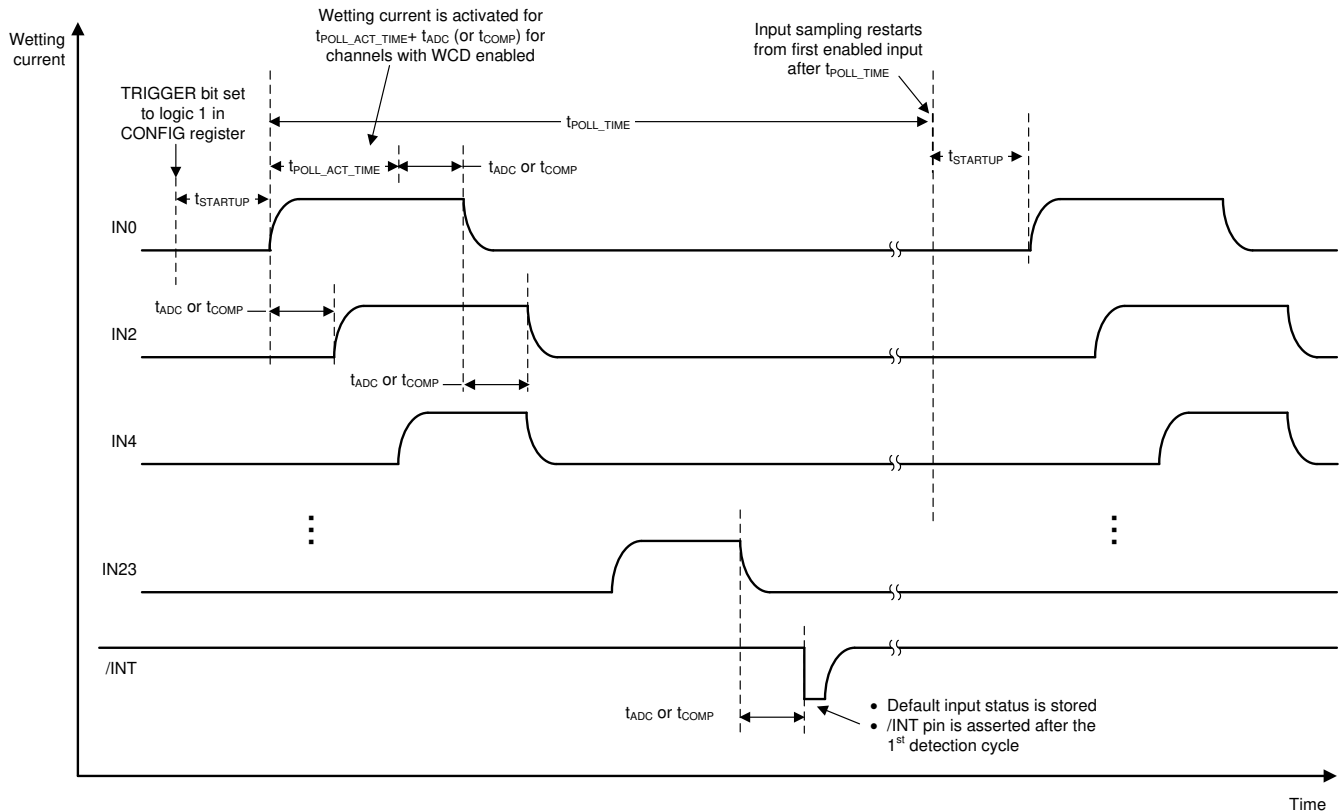 Wetting current is activated for
tPOLL_ACT_TIME+ tADC (or tCOMP) for
channels with WCD enabled
Input sampling restarts
from first enabled input
after tPOLL_TIME
Wetting
current
TRIGGER bit set
to logic 1 in
CONFIG register
tPOLL_TIME
tPOLL_ACT_TIME
tADC or tCOMP
tSTARTUP
tSTARTUP
IN0
tADC or tCOMP
IN2
tADC or tCOMP
IN4
IN23
/INT
tADC or tCOMP
• Default input status is stored
• /INT pin is asserted after the
1st detection cycle
Time